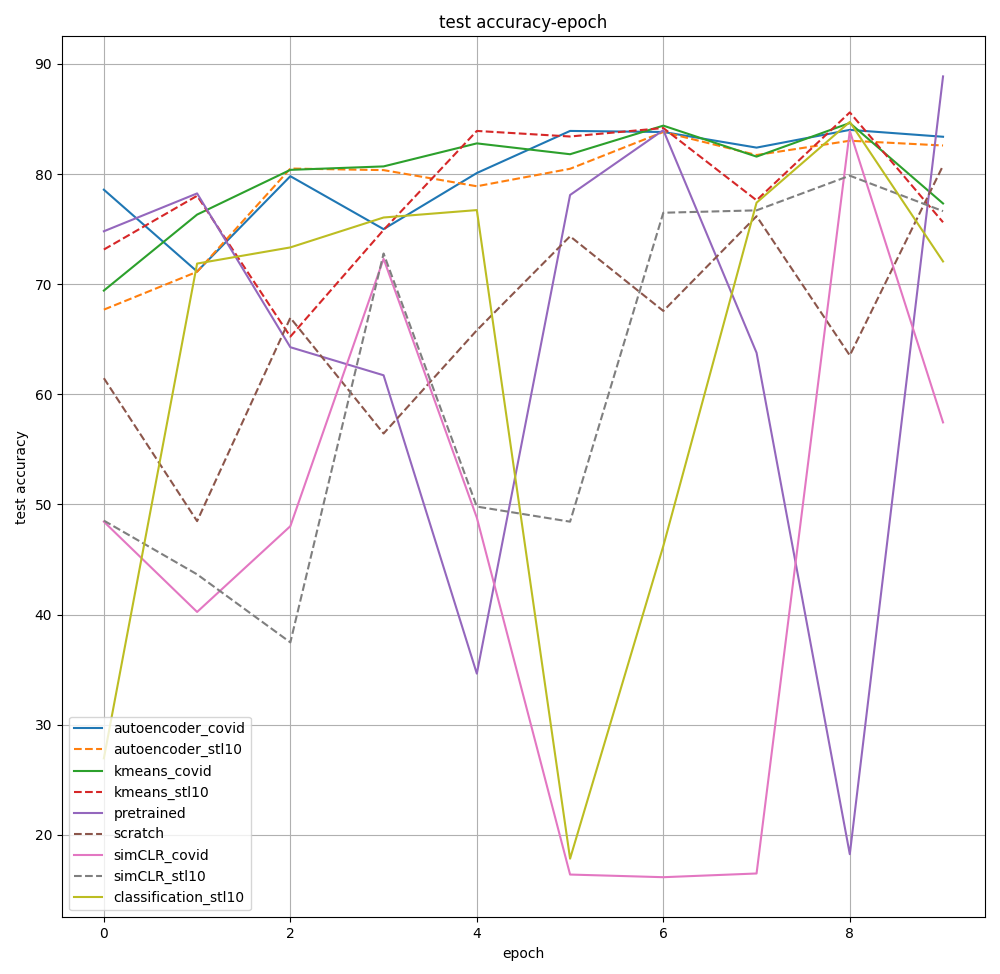 test accuracy-epoch
90
80
70
60
50
40
30
20
test accuracy
autoencoder_covid
autoencoder_stl10
kmeans_covid
kmeans_stl10
pretrained
scratch
simCLR_covid
simCLR_stl10
classification_stl10
0 2 4 6 8
epoch